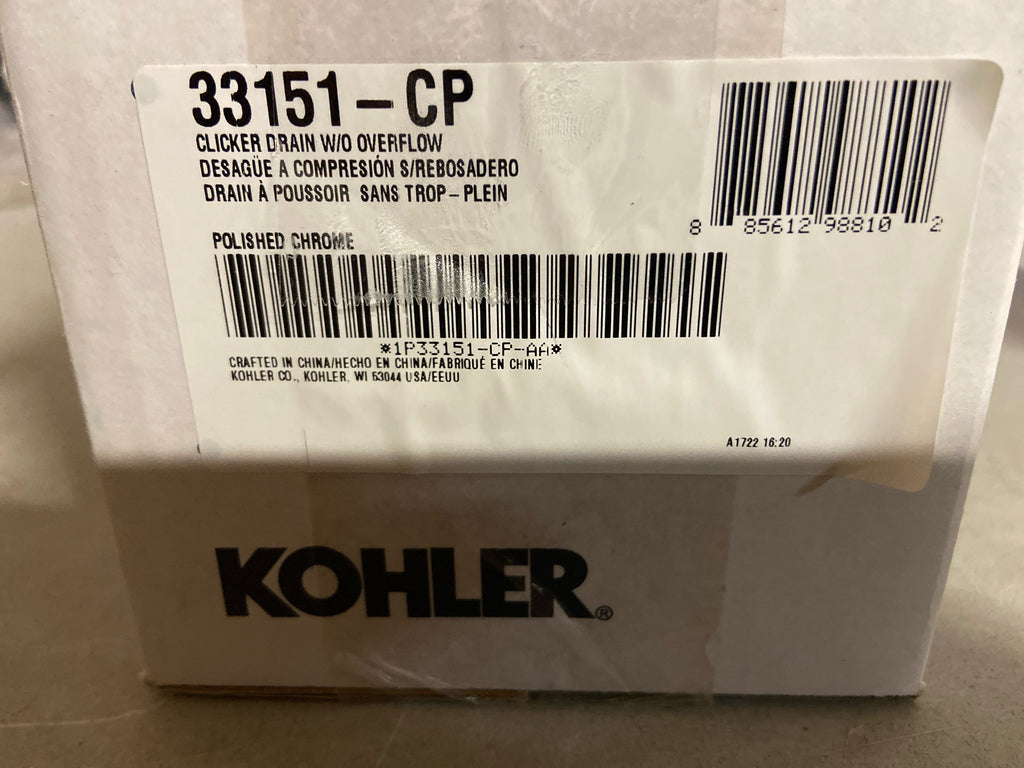 33151-CP
CLICKER DRAIN W/O OVERFLOW
DESAGÜE A COMPRESIÓN S/REBOSADERO
DRAIN À POUSSOIR SANS TROP-PLEIN
8 85612 98810 2
POLISHED CHROME
*1P33151-CP-AA*
CRAFTED IN CHINA/HECHO EN CHINA/FABRIQUÉ EN CHINE
KOHLER CO., KOHLER, WI 53044 USA/EEUU
A1722 16:20
KOHLER®